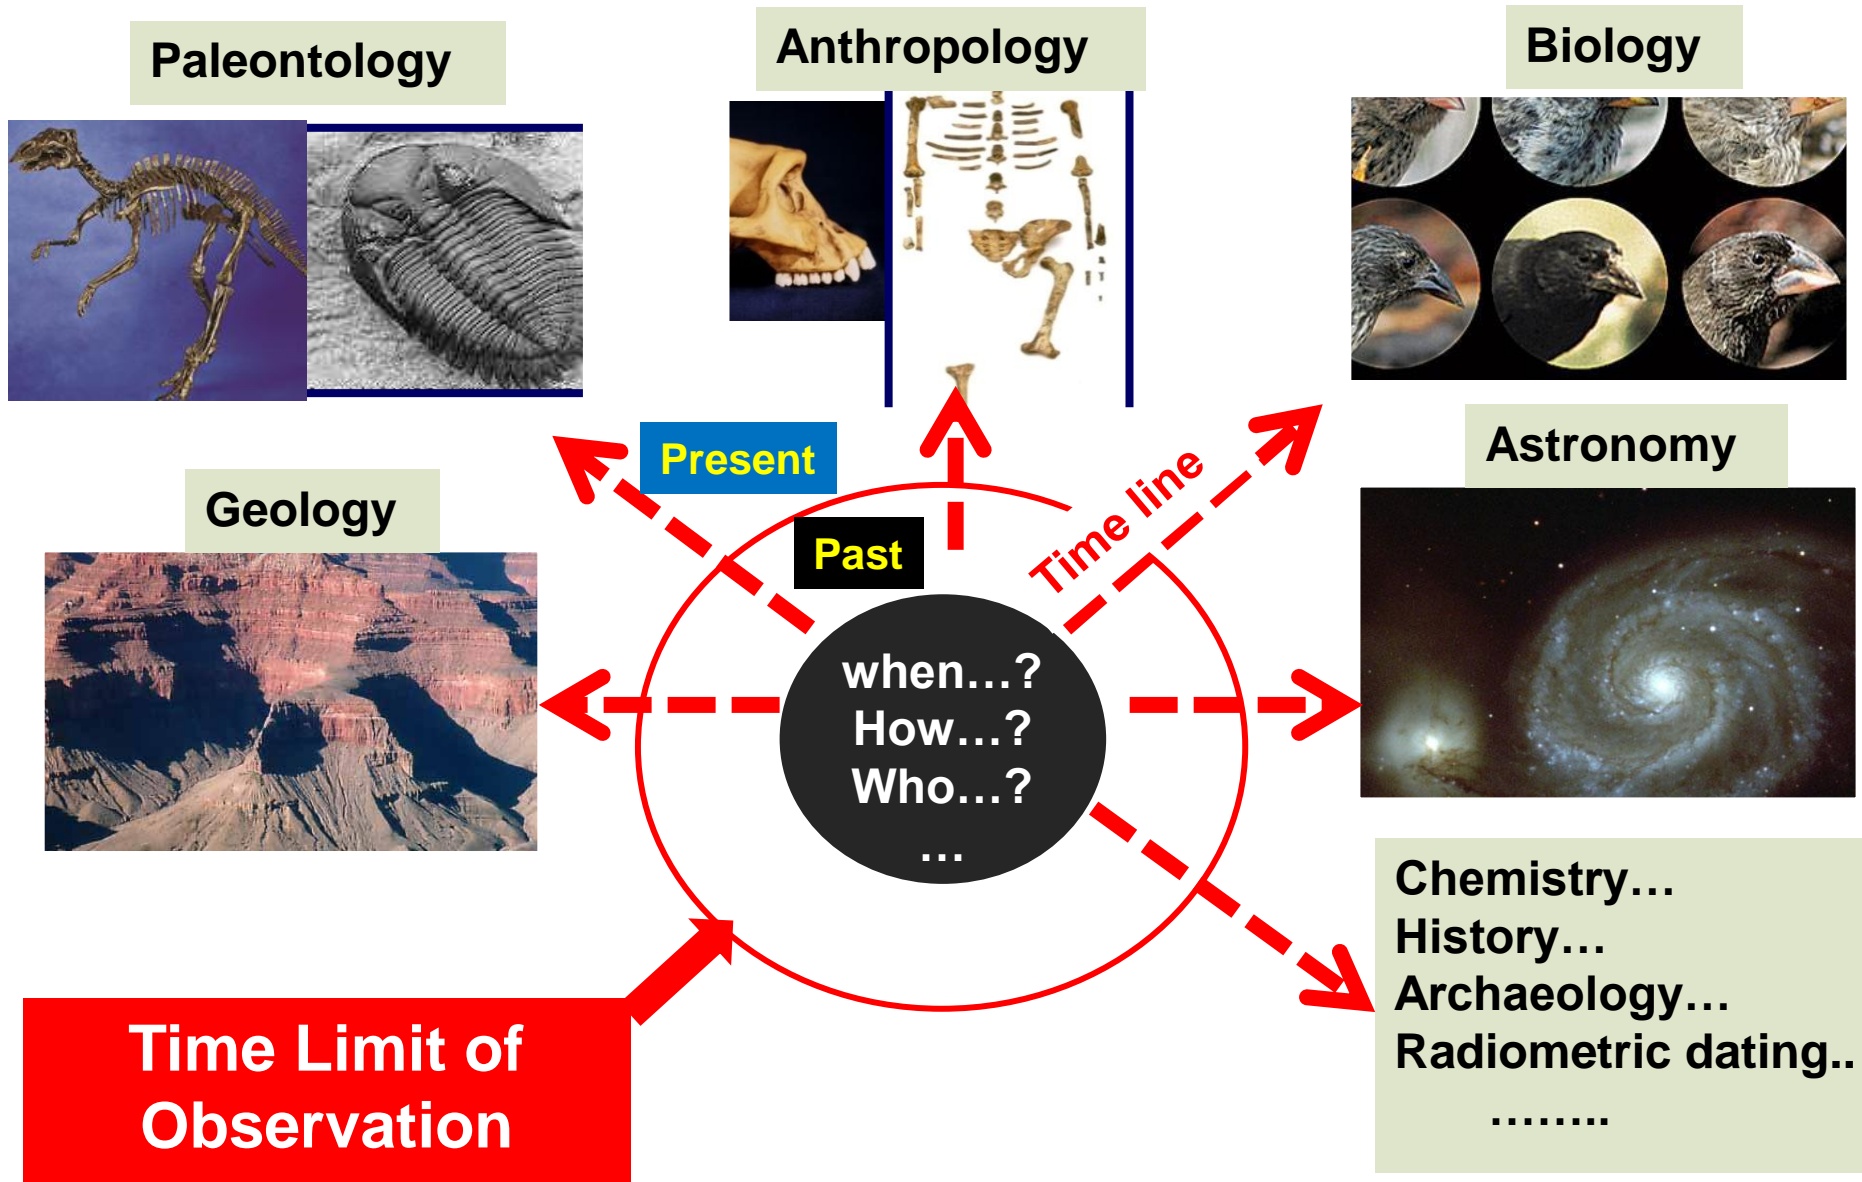 Paleontology
Anthropology
Biology
Geology
Present
Past
Time line
Astronomy
when…?
How…?
Who…?
…
Time Limit of
Observation
Chemistry…
History…
Archaeology…
Radiometric dating..
……..